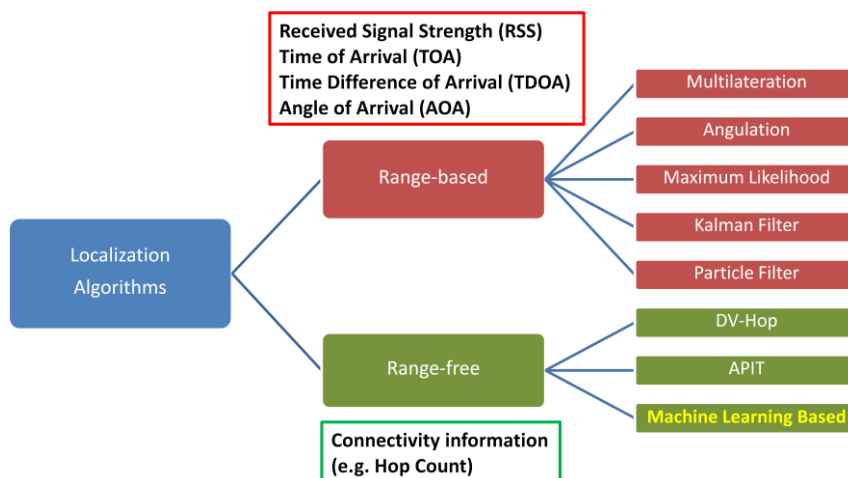 Received Signal Strength (RSS)
Time of Arrival (TOA)
Time Difference of Arrival (TDOA)
Angle of Arrival (AOA)
Localization
Algorithms
Range-based
Multilateration
Angulation
Maximum Likelihood
Kalman Filter
Particle Filter
Range-free
DV-Hop
APIT
Machine Learning Based
Connectivity information
(e.g. Hop Count)